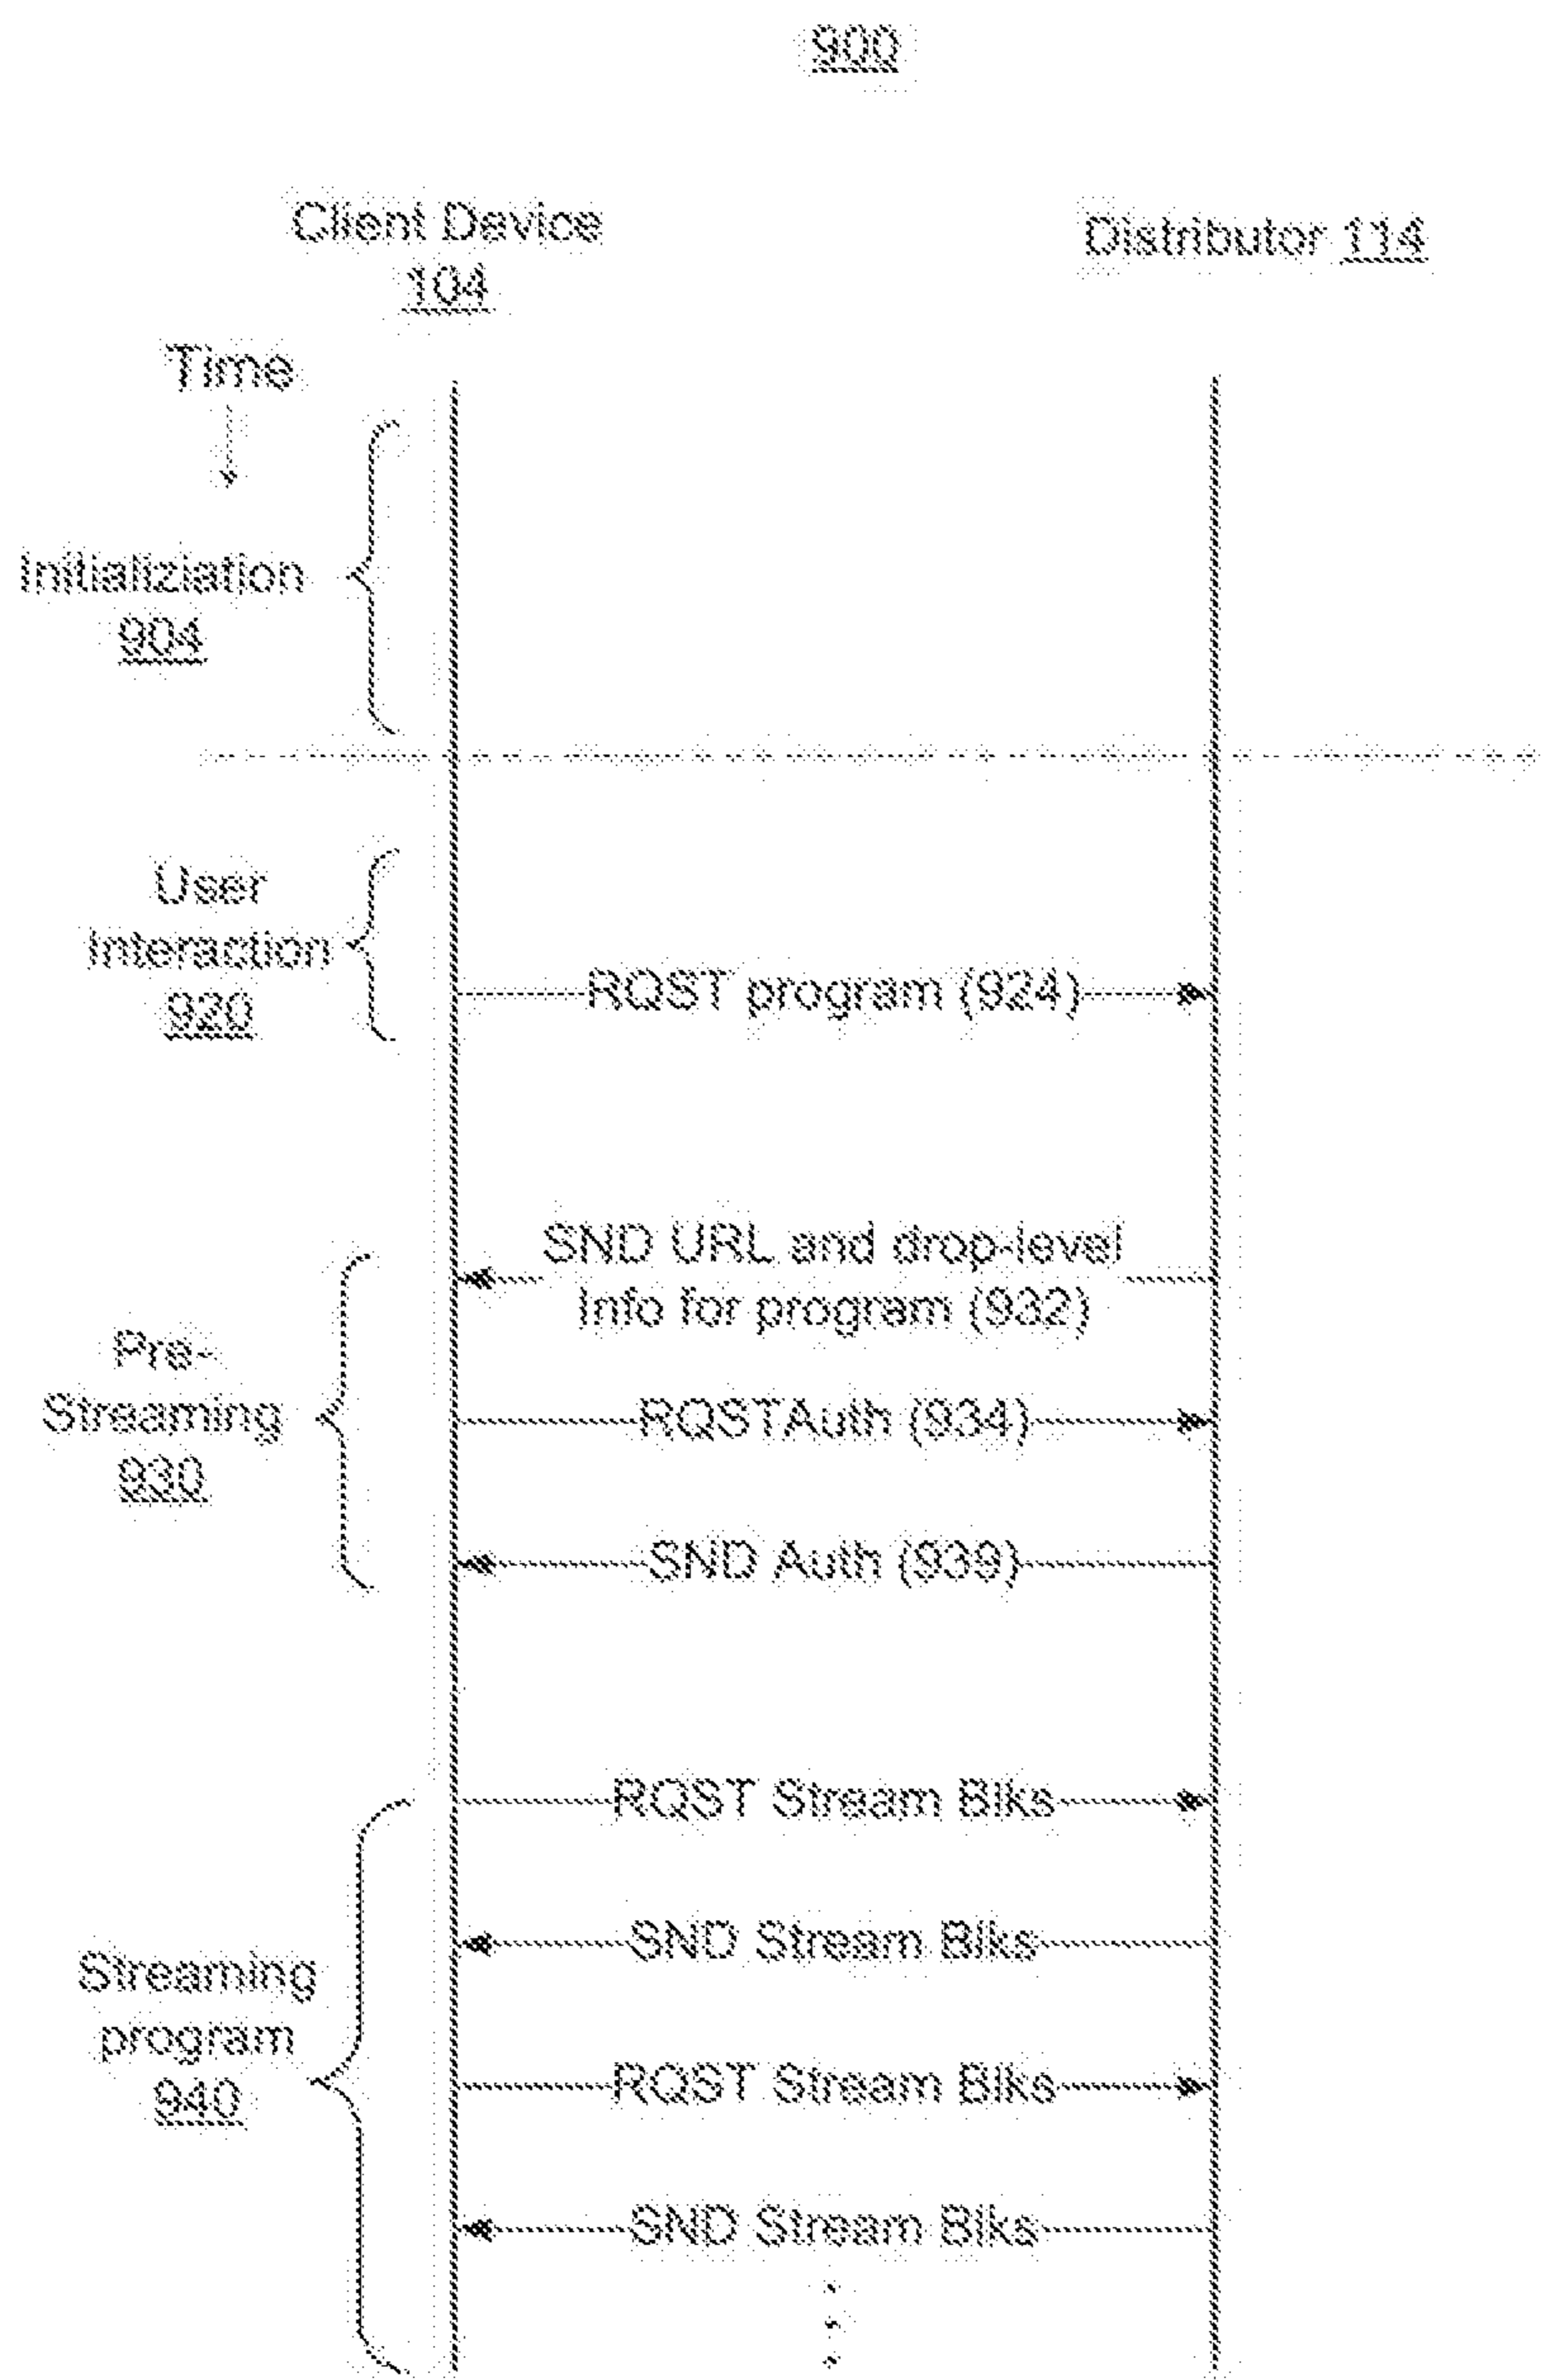 900
Client Device
104
Distributor 114
Time
Initializiation
904
User
Interaction
920
RQST program (924)
SND URL and drop-level
Info for program (932)
Pre-
Streaming
930
RQSTAuth (934)
SND Auth (939)
RQST Stream Blks
SND Stream Blks
Streaming
program
940
RQST Stream Blks
SND Stream Blks